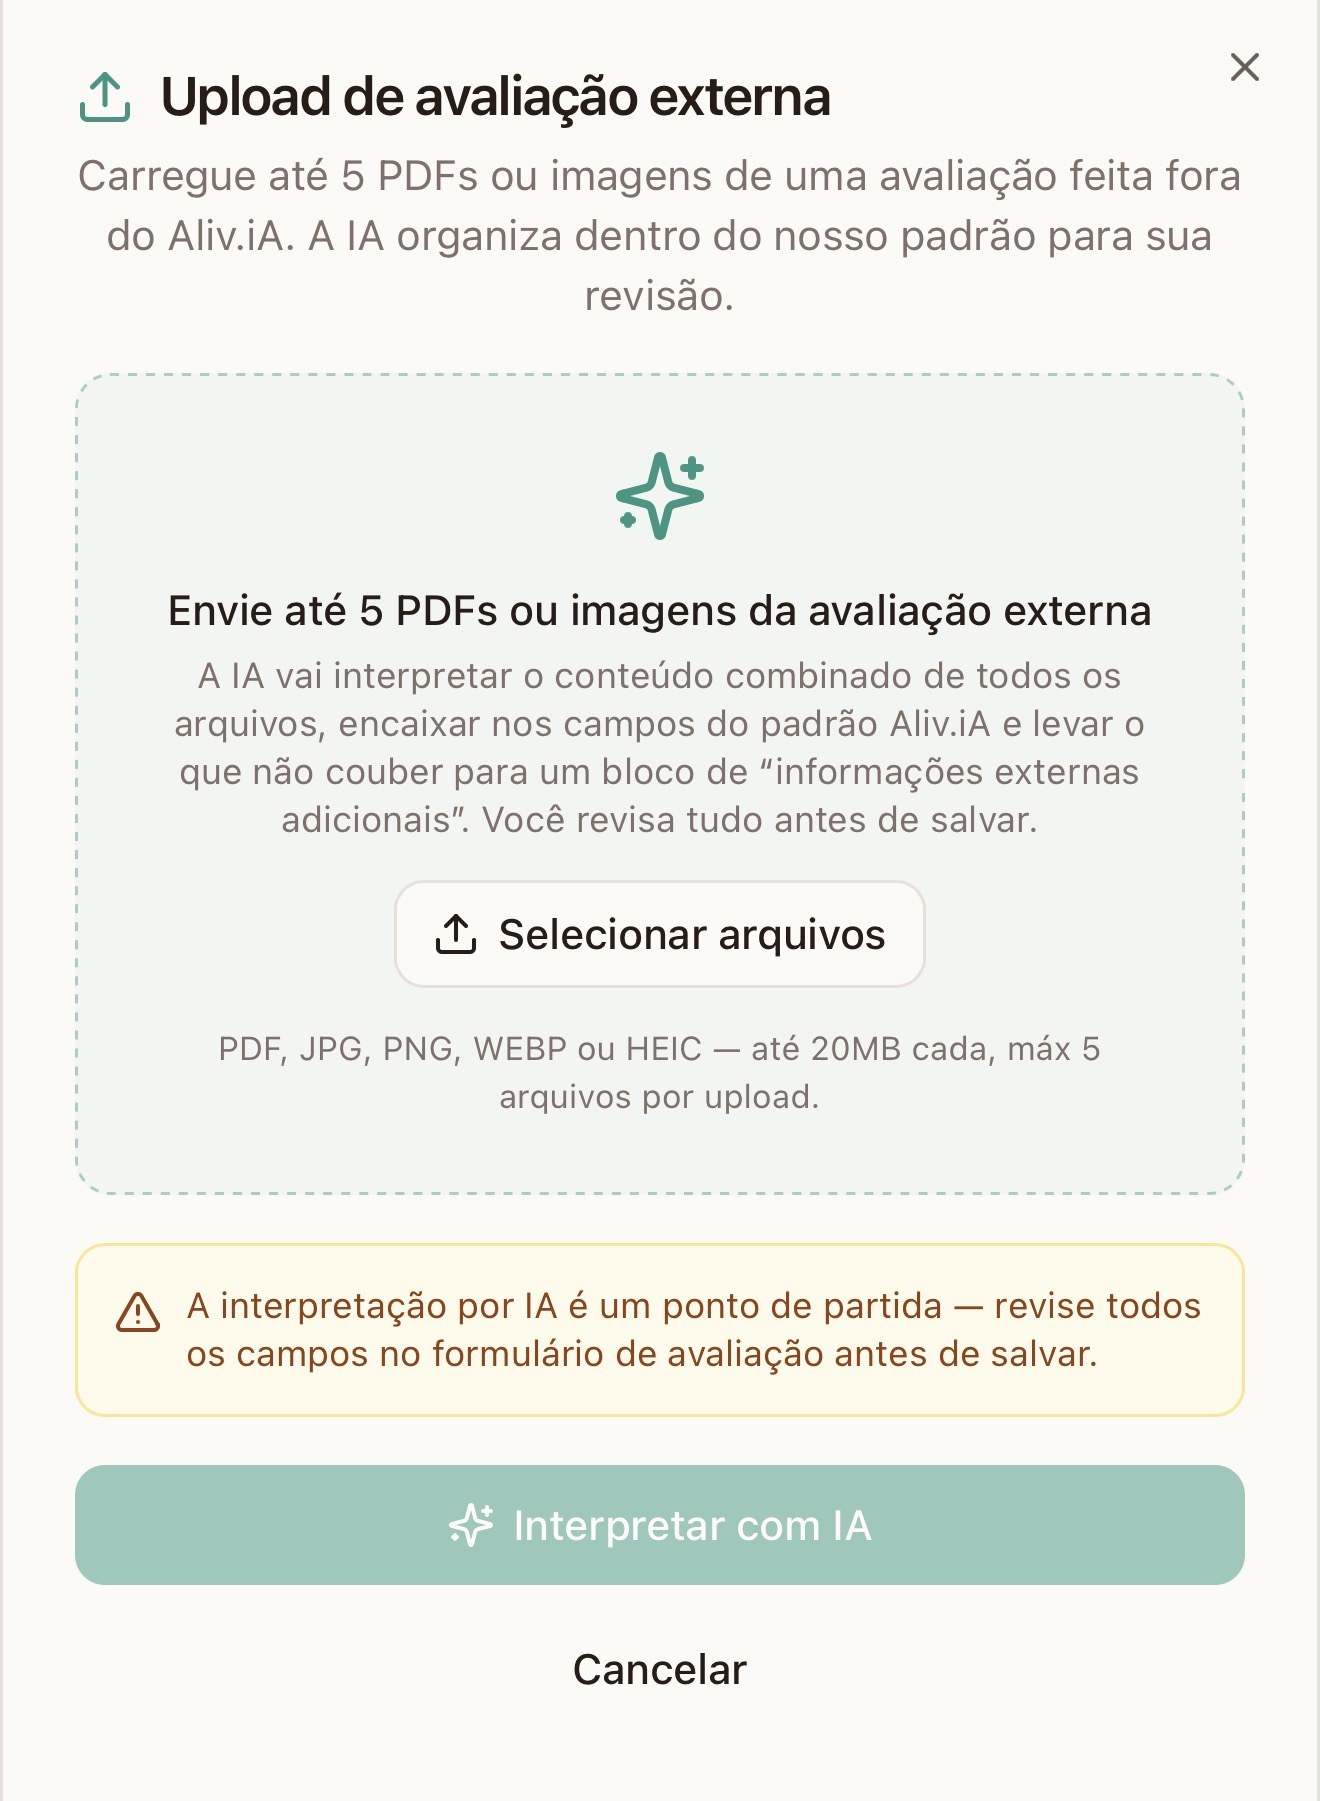 Upload de avaliação externa
Carregue até 5 PDFs ou imagens de uma avaliação feita fora
do Aliv.iA. A IA organiza dentro do nosso padrão para sua
revisão.
Envie até 5 PDFs ou imagens da avaliação externa
A IA vai interpretar o conteúdo combinado de todos os
arquivos, encaixar nos campos do padrão Aliv.iA e levar o
que não couber para um bloco de “informações externas
adicionais”. Você revisa tudo antes de salvar.
Selecionar arquivos
PDF, JPG, PNG, WEBP ou HEIC — até 20MB cada, máx 5
arquivos por upload.
A interpretação por IA é um ponto de partida — revise todos
os campos no formulário de avaliação antes de salvar.
Interpretar com IA
Cancelar